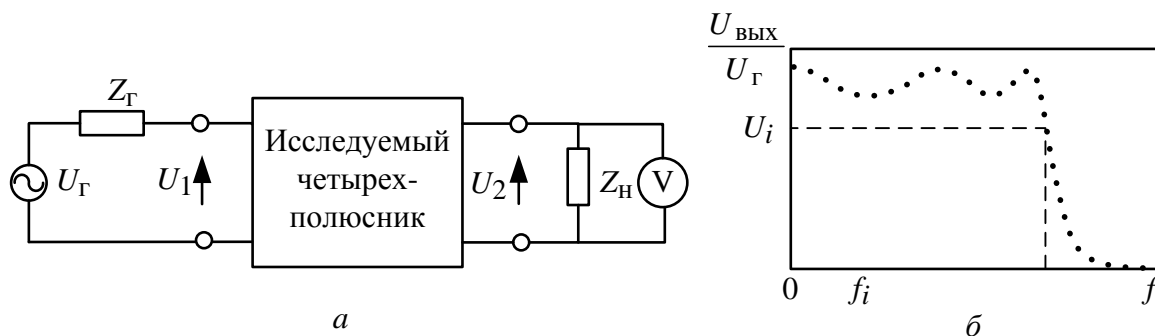 Z_Г
U_Г
U_1
Исследуемый
четырех-
полюсник
U_2
Z_Н
V
а
U_вых
U_Г
U_i
0
f_i
f
б